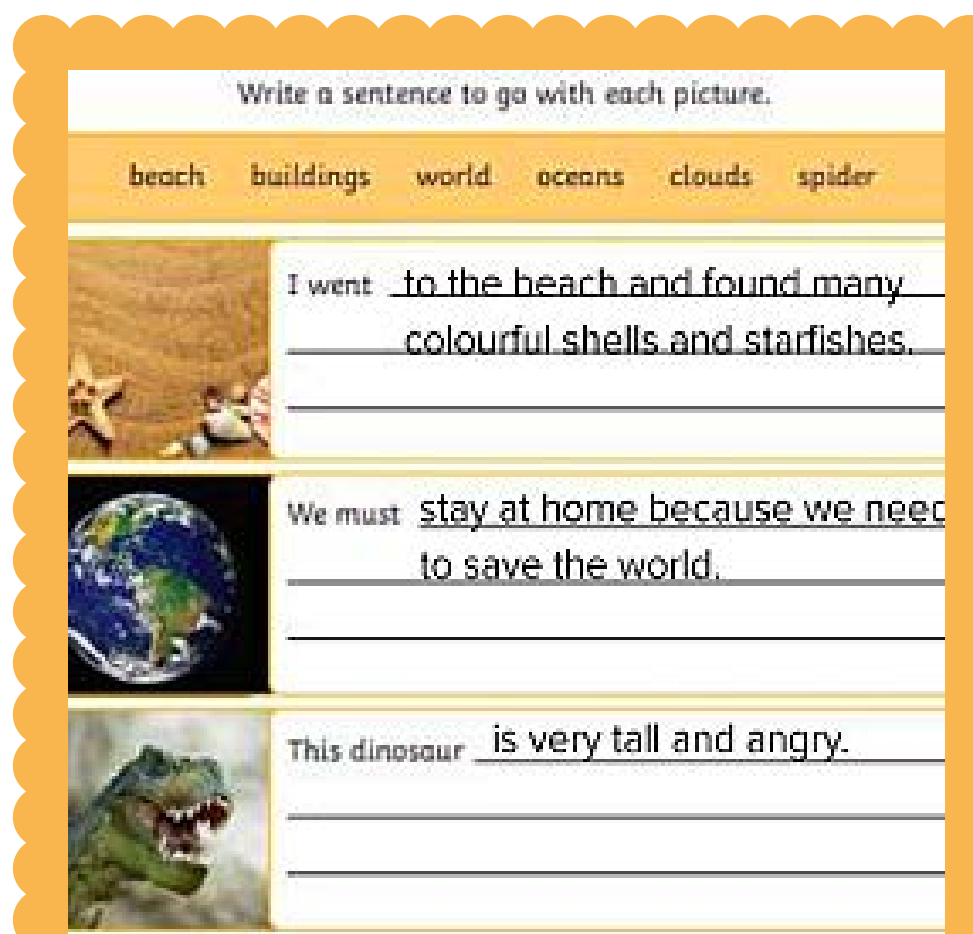 Write a sentence to go with each picture.
beach buildings world oceans clouds spider
I went to the beach and found many
colourful shells and starfishes.
We must stay at home because we need
to save the world.
This dinosaur is very tall and angry.